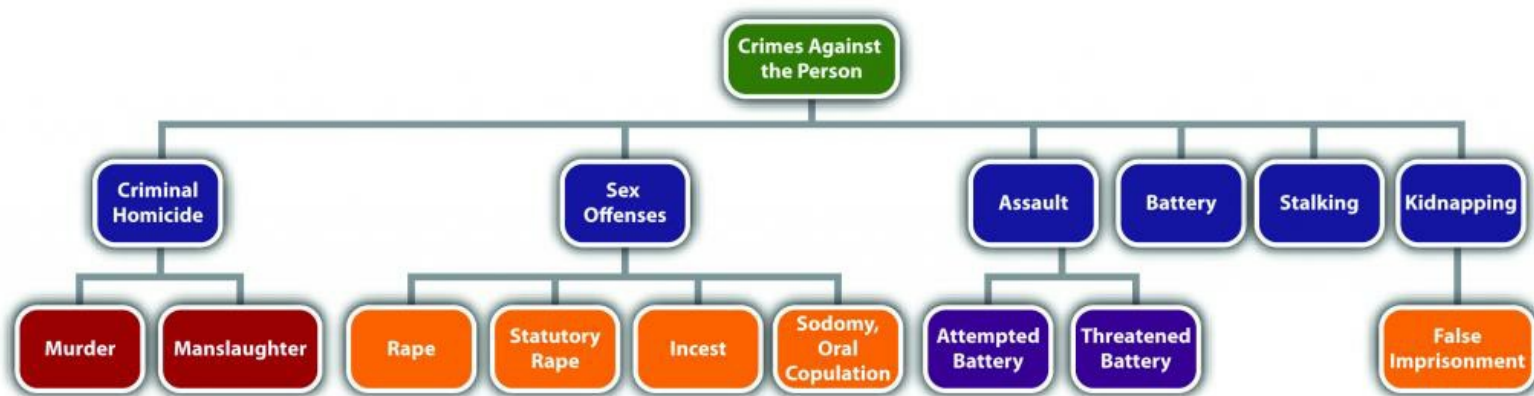 Crimes Against
the Person
Criminal
Homicide
Sex
Offenses
Assault
Battery
Stalking
Kidnapping
Murder
Manslaughter
Rape
Statutory
Rape
Incest
Sodomy,
Oral
Copulation
Attempted
Battery
Threatened
Battery
False
Imprisonment